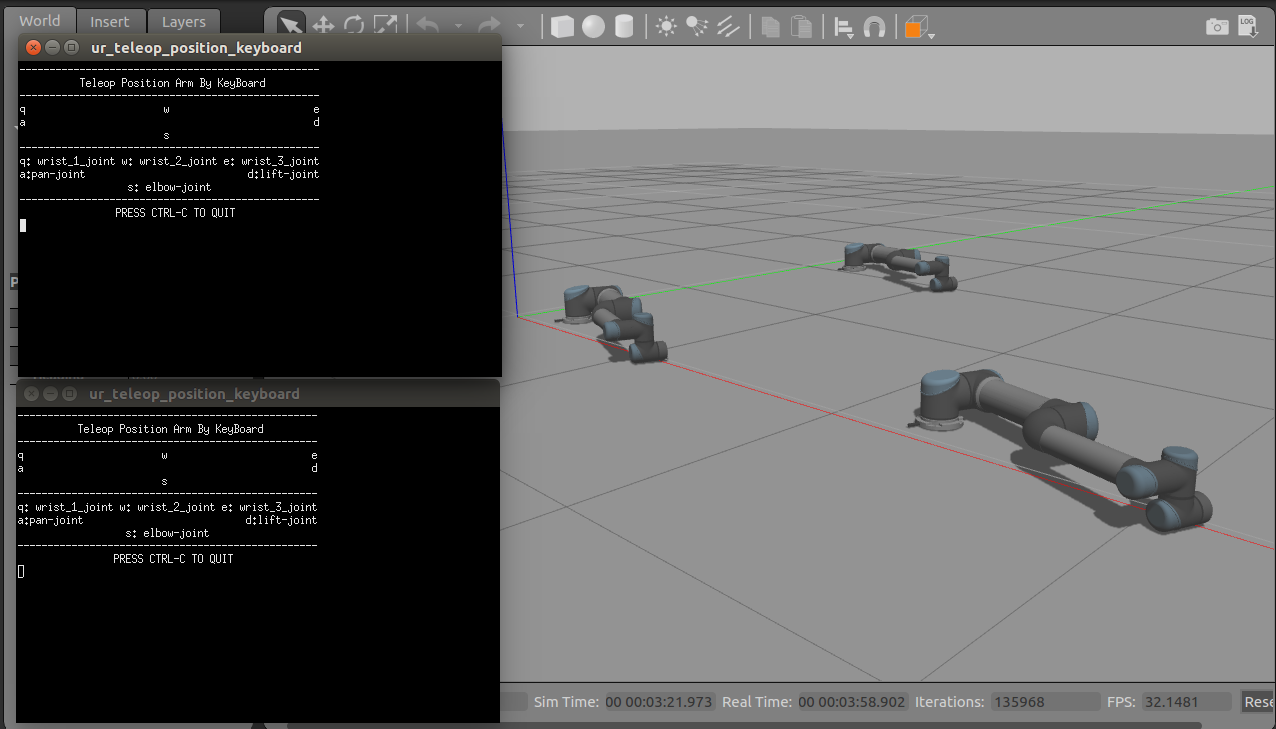 World Insert Layers
LOG
ur_teleop_position_keyboard
--------------------------------------------------
Teleop Position Arm By KeyBoard
--------------------------------------------------
q w e
a d
s
--------------------------------------------------
q: wrist_1_joint w: wrist_2_joint e: wrist_3_joint
a:pan-joint d:lift-joint
s: elbow-joint
--------------------------------------------------
PRESS CTRL-C TO QUIT
P
ur_teleop_position_keyboard
--------------------------------------------------
Teleop Position Arm By KeyBoard
--------------------------------------------------
q w e
a d
s
--------------------------------------------------
q: wrist_1_joint w: wrist_2_joint e: wrist_3_joint
a:pan-joint d:lift-joint
s: elbow-joint
--------------------------------------------------
PRESS CTRL-C TO QUIT
Sim Time: 00 00:03:21.973 Real Time: 00 00:03:58.902 Iterations: 135968 FPS: 32.1481 Rese